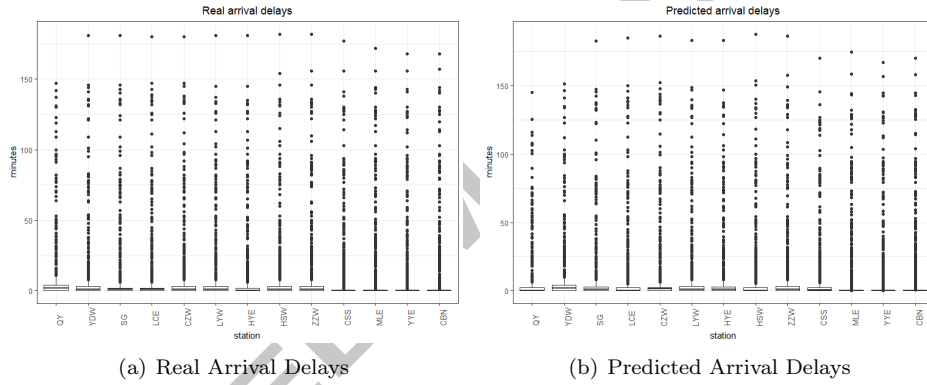 Real arrival delays
150
100
50
0
minutes
QY YDW SG LCE CZW LYW HYE HSW ZZW CSS MLE YYE CBN
station
(a) Real Arrival Delays
Predicted arrival delays
150
100
50
0
minutes
QY YDW SG LCE CZW LYW HYE HSW ZZW CSS MLE YYE CBN
station
(b) Predicted Arrival Delays